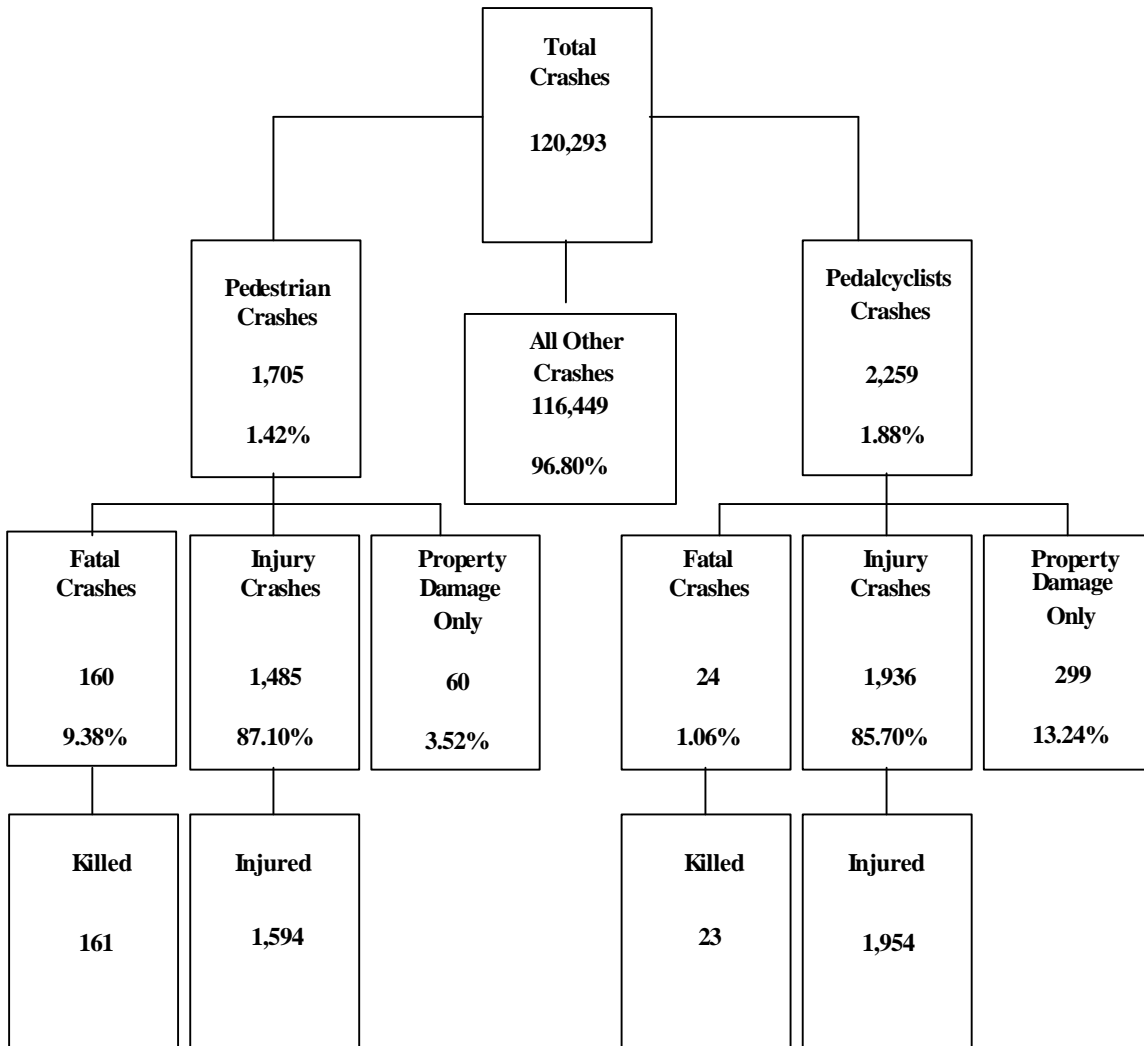 Total
Crashes
120,293
Pedestrian
Crashes
1,705
1.42%
All Other
Crashes
116,449
96.80%
Pedalcyclists
Crashes
2,259
1.88%
Fatal
Crashes
160
9.38%
Injury
Crashes
1,485
87.10%
Property
Damage
Only
60
3.52%
Fatal
Crashes
24
1.06%
Injury
Crashes
1,936
85.70%
Property
Damage
Only
299
13.24%
Killed
161
Injured
1,594
Killed
23
Injured
1,954